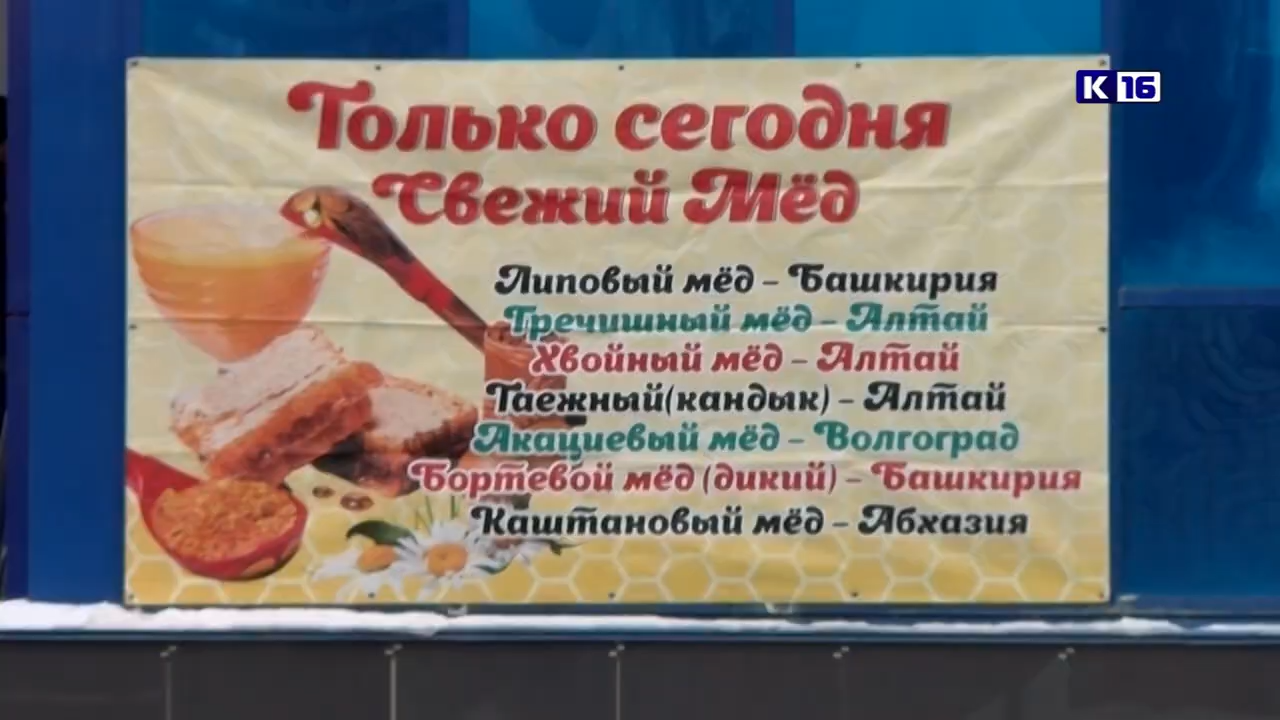 К 16
Только сегодня
Свежий Мёд
Липовый мёд – Башкирия
Гречишный мёд – Алтай
Хвойный мёд – Алтай
Таежный(кандык) – Алтай
Акациевый мёд – Волгоград
Бортевой мёд (дикий) – Башкирия
Каштановый мёд – Абхазия